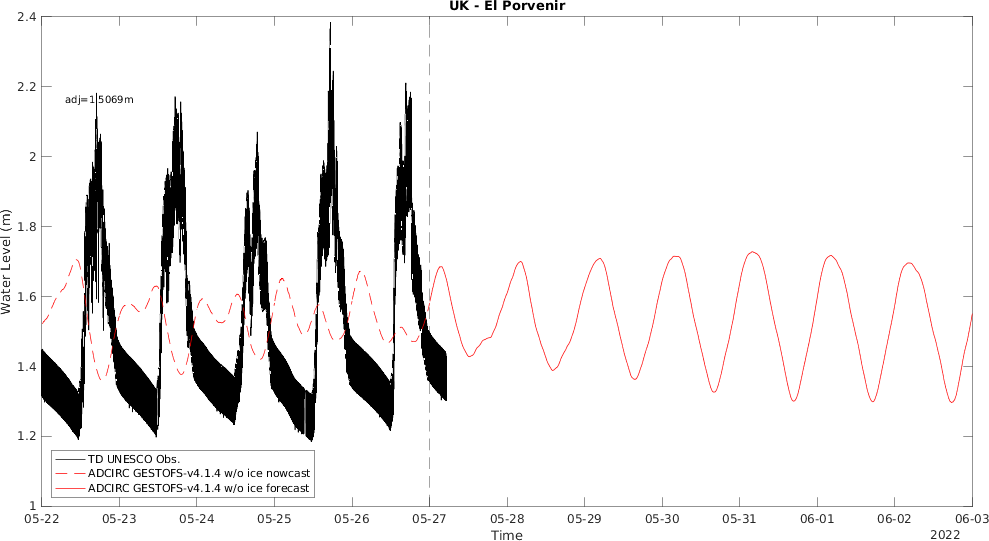 UK - El Porvenir
2.4
2.2
2
1.8
1.6
1.4
1.2
1
Water Level (m)
adj=1.5069m
TD UNESCO Obs.
ADCIRC GESTOFS-v4.1.4 w/o ice nowcast
ADCIRC GESTOFS-v4.1.4 w/o ice forecast
05-22 05-23 05-24 05-25 05-26 05-27 05-28 05-29 05-30 05-31 06-01 06-02 06-03
Time
2022